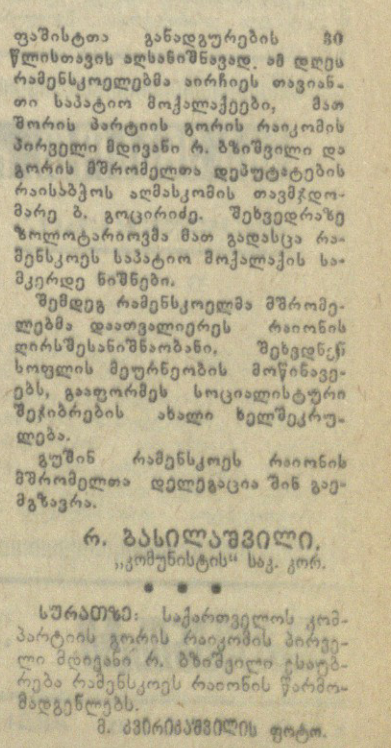 ფაშისტთა განადგურების 30
წლისთავის აღსანიშნავად. ამ დღეს
რამენსკოელებმა აირჩიეს თავიან-
თი საპატიო მოქალაქეები, მათ
შორის პარტიის გორის რაიკომის
პირველი მდივანი რ. ბზიშვილი და
გორის მშრომელთა დეპუტატების
რაისაბჭოს აღმასკომის თავმჯდო-
მარე ბ. გოცირიძე. შეხვედრაზე
ზოლოტარიოვმა მათ გადასცა რა-
მენსკოეს საპატიო მოქალაქის სა-
მკერდე ნიშნები.
შემდეგ რამენსკოელმა მშრომე-
ლებმა დაათვალიერეს რაიონის
ღირსშესანიშნაობანი, შეხვდნენ
სოფლის მეურნეობის მოწინავე-
ებს, გააფორმეს სოციალისტური
შეჯიბრების ახალი ხელშეკრუ-
ლება.
გუშინ რამენსკოეს რაიონის
მშრომელთა დელეგაცია შინ გაე-
მგზავრა.
რ. ბასილაშვილი,
„კომუნისტის“ საკ. კორ.
* * *
სურათზე: საქართველოს კომ-
პარტიის გორის რაიკომის პირვე-
ლი მდივანი რ. ბზიშვილი ესაუბ-
რება რამენსკოეს რაიონის წარმო-
მადგენლებს.
მ. კვირიკაშვილის ფოტო.